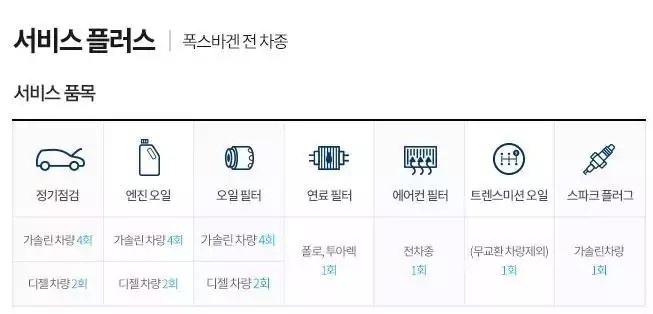 서비스 플러스 | 폭스바겐 전 차종
서비스 품목
정기점검 엔진 오일 오일 필터 연료 필터 에어컨 필터 트렌스미션 오일 스파크 플러그
가솔린 차량 4회 가솔린 차량 4회 가솔린 차량 4회 폴로, 투아렉 전차종 (무교환 차량제외) 가솔린차량
1회 1회 1회 1회
디젤 차량 2회 디젤 차량 2회 디젤 차량 2회